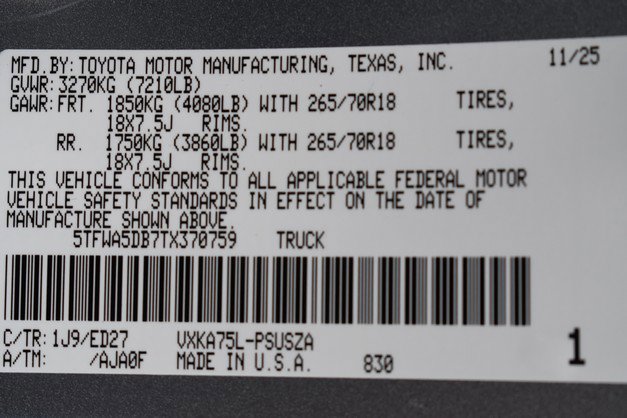 MFD.BY: TOYOTA MOTOR MANUFACTURING, TEXAS, INC. 11/25
GVWR: 3270KG (7210LB)
GAWR: FRT. 1850KG (4080LB) WITH 265/70R18 TIRES,
18X7.5J RIMS.
RR. 1750KG (3860LB) WITH 265/70R18 TIRES,
18X7.5J RIMS.
THIS VEHICLE CONFORMS TO ALL APPLICABLE FEDERAL MOTOR
VEHICLE SAFETY STANDARDS IN EFFECT ON THE DATE OF
MANUFACTURE SHOWN ABOVE.
5TFWA5DB7TX370759 TRUCK
C/TR: 1J9/ED27 VXKA75L-PSUSZA
A/TM: /AJA0F MADE IN U.S.A. 830 1